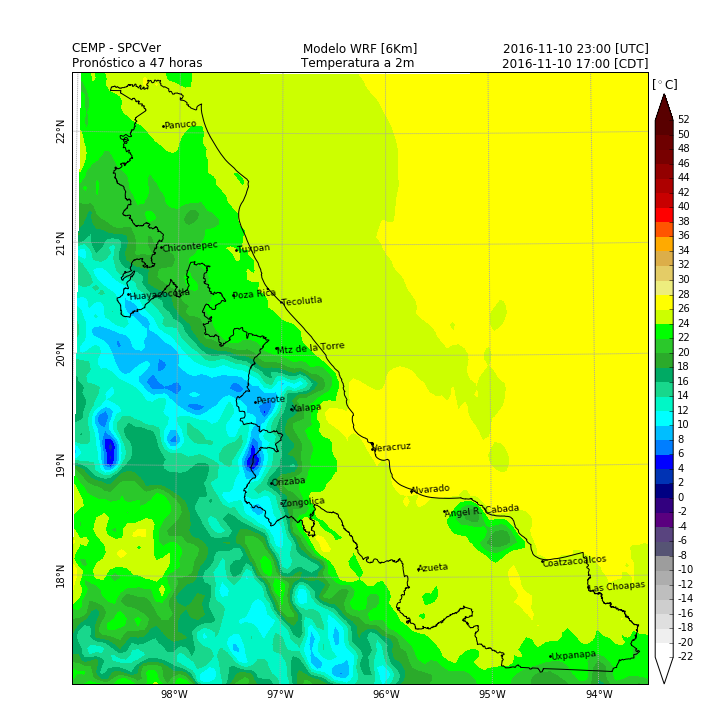 CEMP - SPCVer
Modelo WRF [6Km]
2016-11-10 23:00 [UTC]
Pronóstico a 47 horas
Temperatura a 2m
2016-11-10 17:00 [CDT]
[°C]
22°N
21°N
20°N
19°N
18°N
98°W
97°W
96°W
95°W
94°W
Panuco
Chicontepec
Tuxpan
Huayacocotla
Poza Rica
Tecolutla
Mtz de la Torre
Perote
Xalapa
Veracruz
Orizaba
Alvarado
Zongolica
Angel R. Cabada
Azueta
Coatzacoalcos
Las Choapas
Uxpanapa
52
50
48
46
44
42
40
38
36
34
32
30
28
26
24
22
20
18
16
14
12
10
8
6
4
2
0
-2
-4
-6
-8
-10
-12
-14
-16
-18
-20
-22